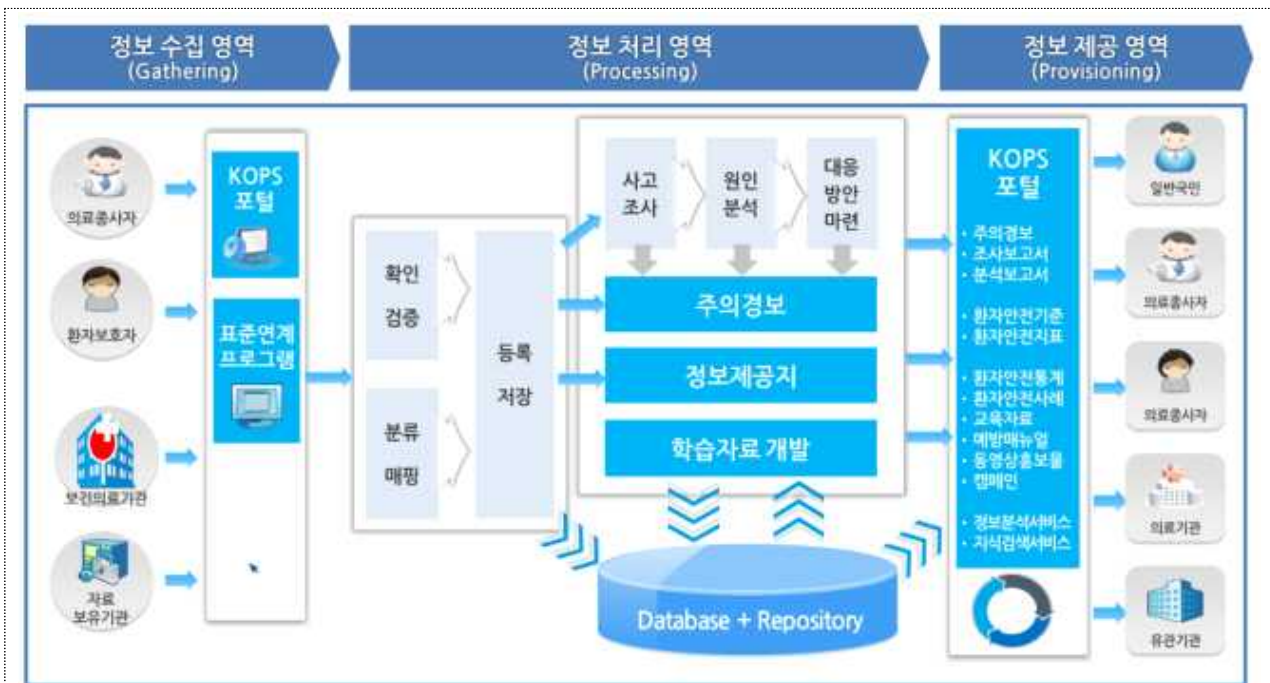 정보 수집 영역
(Gathering)
정보 처리 영역
(Processing)
정보 제공 영역
(Provisioning)
의료종사자
환자보호자
보건의료기관
자료
보유기관
KOPS
포털
표준연계
프로그램
확인
검증
분류
매핑
등록
저장
사고
조사
원인
분석
대응
방안
마련
주의경보
정보제공지
학습자료 개발
Database + Repository
KOPS
포털
• 주의경보
• 조사보고서
• 분석보고서
• 환자안전기준
• 환자안전지표
• 환자안전통계
• 환자안전사례
• 교육자료
• 예방매뉴얼
• 동영상홍보물
• 캠페인
• 정보분석서비스
• 지식검색서비스
일반국민
의료종사자
의료종사자
의료기관
유관기관